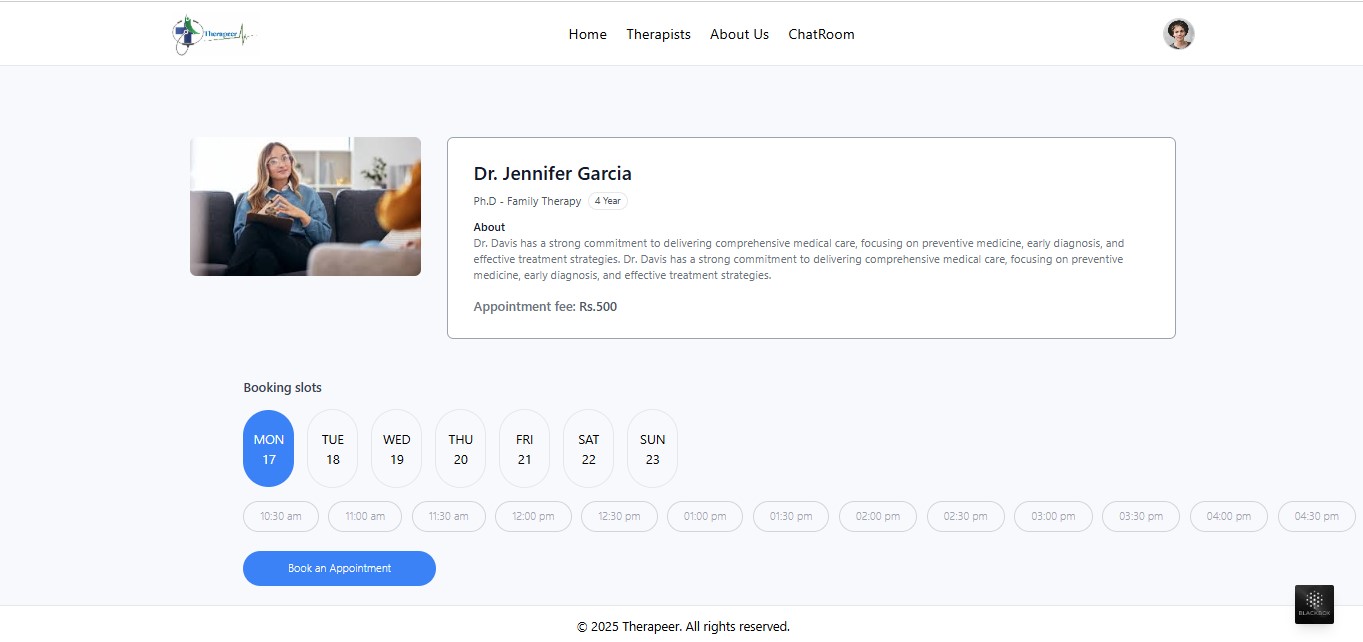 Therapeer
Home Therapists About Us ChatRoom
Dr. Jennifer Garcia
Ph.D - Family Therapy 4 Year
About
Dr. Davis has a strong commitment to delivering comprehensive medical care, focusing on preventive medicine, early diagnosis, and
effective treatment strategies. Dr. Davis has a strong commitment to delivering comprehensive medical care, focusing on preventive
medicine, early diagnosis, and effective treatment strategies.
Appointment fee: Rs.500
Booking slots
MON TUE WED THU FRI SAT SUN
17 18 19 20 21 22 23
10:30 am 11:00 am 11:30 am 12:00 pm 12:30 pm 01:00 pm 01:30 pm 02:00 pm 02:30 pm 03:00 pm 03:30 pm 04:00 pm 04:30 pm
Book an Appointment
BLACKBOX
© 2025 Therapeer. All rights reserved.